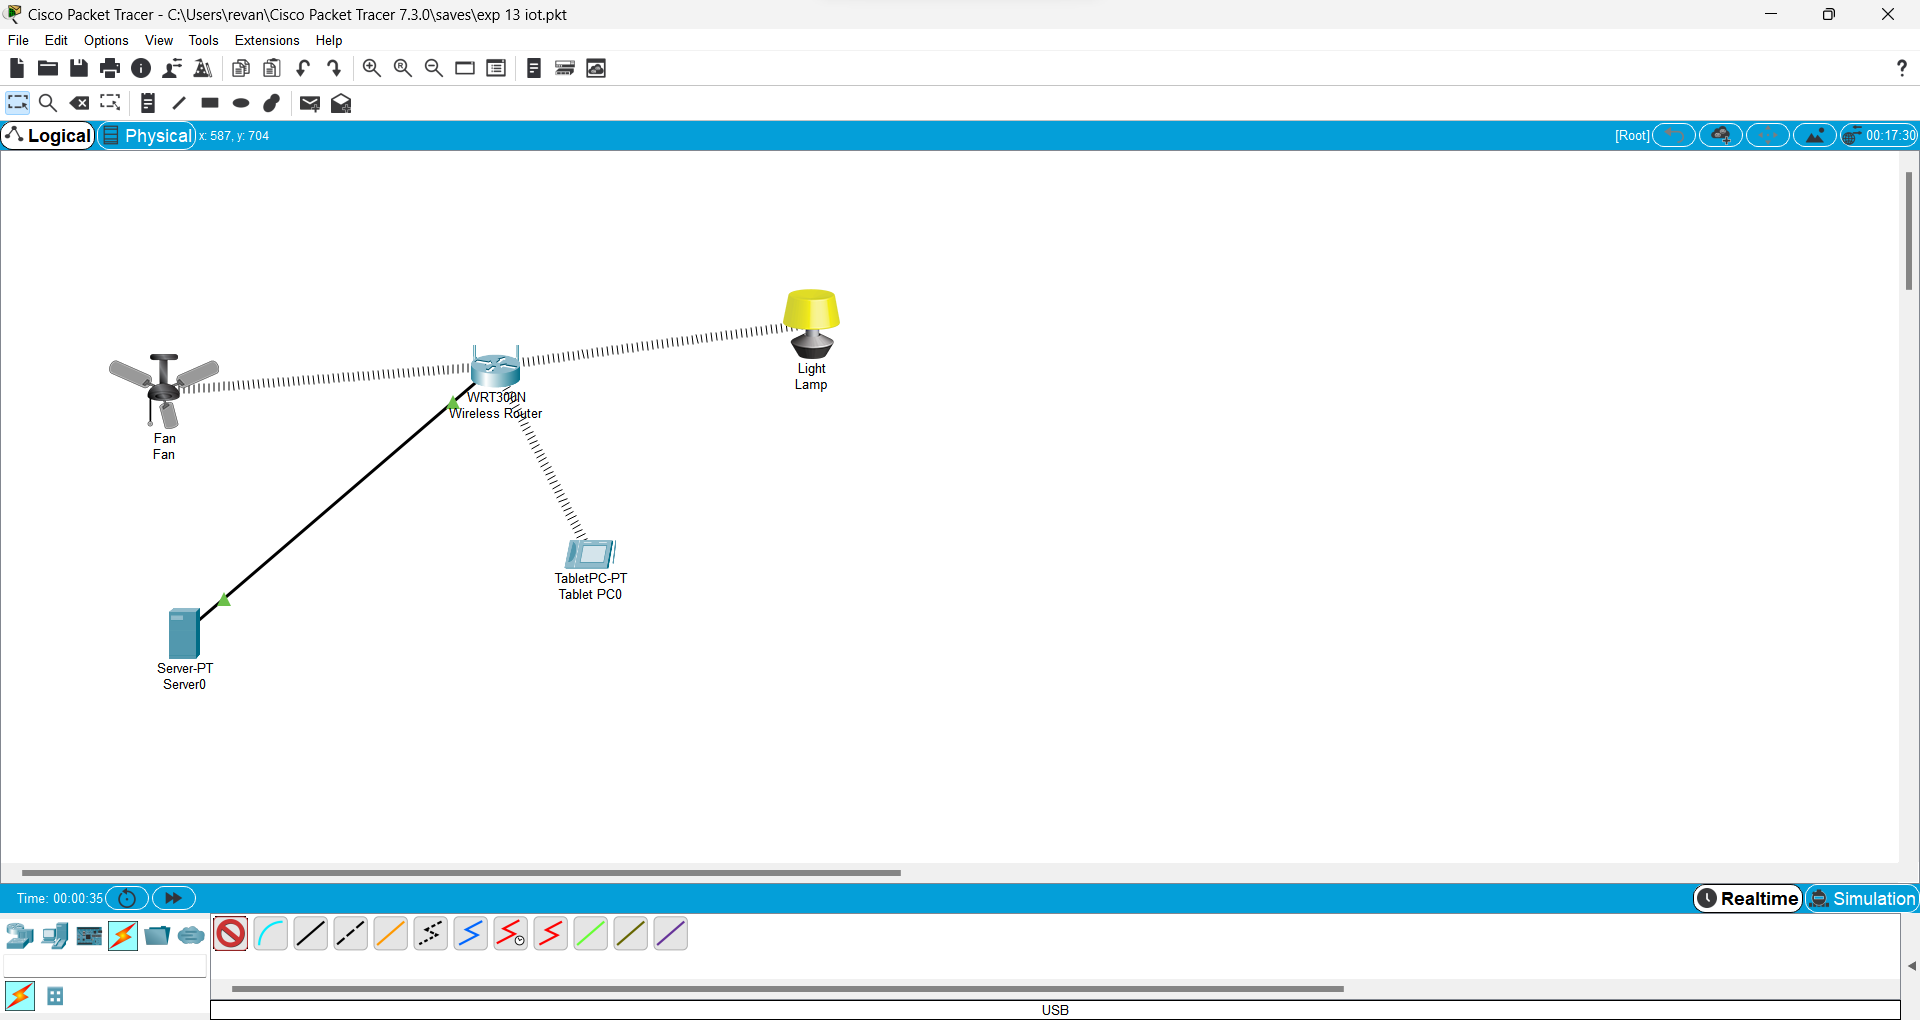 Cisco Packet Tracer - C:\Users\revan\Cisco Packet Tracer 7.3.0\saves\exp 13 iot.pkt
File Edit Options View Tools Extensions Help
Logical Physical x: 587, y: 704 [Root] 00:17:30
Light
Lamp
WRT300N
Wireless Router
Fan
Fan
TabletPC-PT
Tablet PC0
Server-PT
Server0
Time: 00:00:35 Realtime Simulation
USB